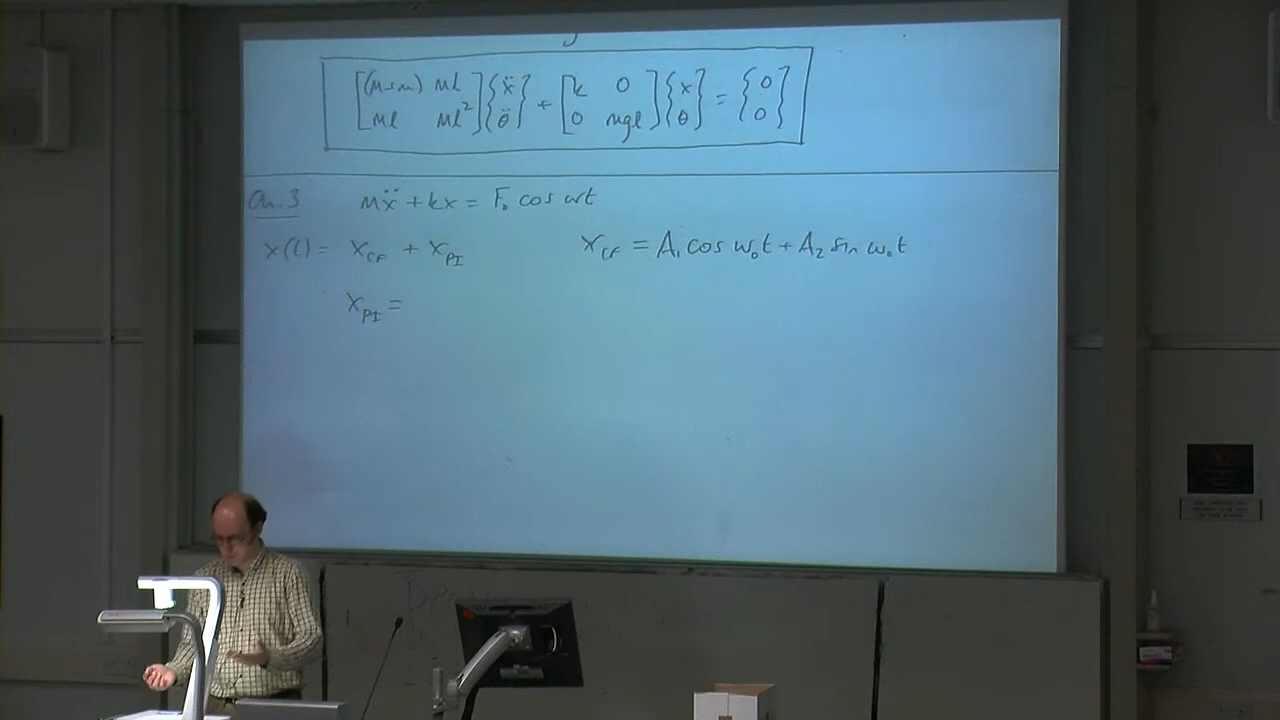 [(M+m) ml; ml ml²]{ẍ; θ̈} + [k 0; 0 mgl]{x; θ} = {0; 0}
Qn. 3 mẍ + kx = F₀ cos ωt
x(t) = x_CF + x_PI x_CF = A₁ cos ω₀t + A₂ sin ω₀t
x_PI =